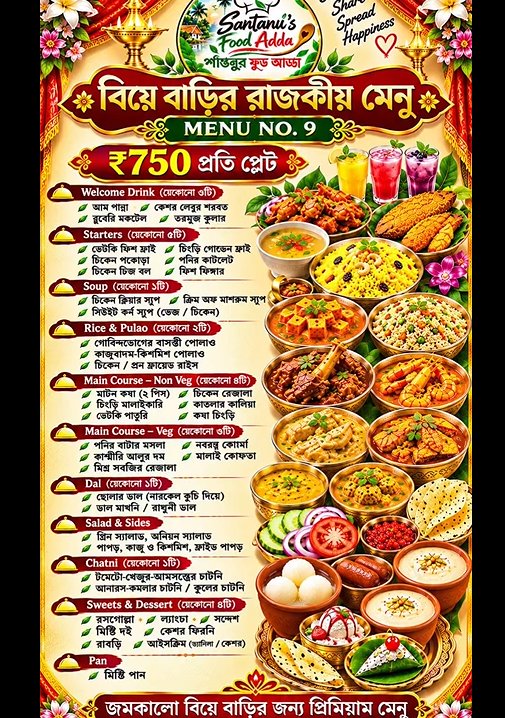 Share
Spread
Happiness
Santanu's
Food Adda
শান্তনুর ফুড আড্ডা
বিয়ে বাড়ির রাজকীয় মেনু
MENU NO. 9
₹750 প্রতি প্লেট
Welcome Drink (যেকোনো ৩টি)
আম পান্না কেশর লেবুর শরবত
ব্লুবেরি মকটেল তরমুজ কুলার
Starters (যেকোনো ৫টি)
ভেটকি ফিশ ফ্রাই চিংড়ি গোল্ডেন ফ্রাই
চিকেন পকোড়া পনির কাটলেট
চিকেন চিজ বল ফিশ ফিঙ্গার
Soup (যেকোনো ১টি)
চিকেন ক্লিয়ার স্যুপ ক্রিম অফ মাশরুম স্যুপ
সিউইট কর্ন স্যুপ (ভেজ / চিকেন)
Rice & Pulao (যেকোনো ২টি)
গোবিন্দভোগের বাসন্তী পোলাও
কাজুবাদাম-কিশমিশ পোলাও
চিকেন / প্রন ফ্রায়েড রাইস
Main Course – Non Veg (যেকোনো ৪টি)
মাটন কষা (২ পিস) চিকেন রেজালা
চিংড়ি মালাইকারি কাতলার কালিয়া
ভেটকি পাতুরি কষা চিংড়ি
Main Course – Veg (যেকোনো ৩টি)
পনির বাটার মসলা নবরত্ন কোর্মা
কাশ্মীরি আলুর দম মালাই কোফতা
মিশ্র সবজির রেজালা
Dal (যেকোনো ১টি)
ছোলার ডাল (নারকেল কুচি দিয়ে)
ডাল মাখনি / রাধুনী ডাল
Salad & Sides
গ্রিন স্যালাড, অনিয়ন স্যালাড
পাপড়, কাজু ও কিশমিশ, ফ্রাইড পাপড়
Chatni (যেকোনো ১টি)
টমেটো-খেজুর-আমসত্ত্বের চাটনি
আনারস-কমলার চাটনি / কুলের চাটনি
Sweets & Dessert (যেকোনো ৪টি)
রসগোল্লা ল্যাংচা সন্দেশ
মিষ্টি দই কেশর ফিরনি
রাবড়ি আইসক্রিম (ভ্যানিলা / কেশর)
Pan
মিষ্টি পান
জমকালো বিয়ে বাড়ির জন্য প্রিমিয়াম মেনু